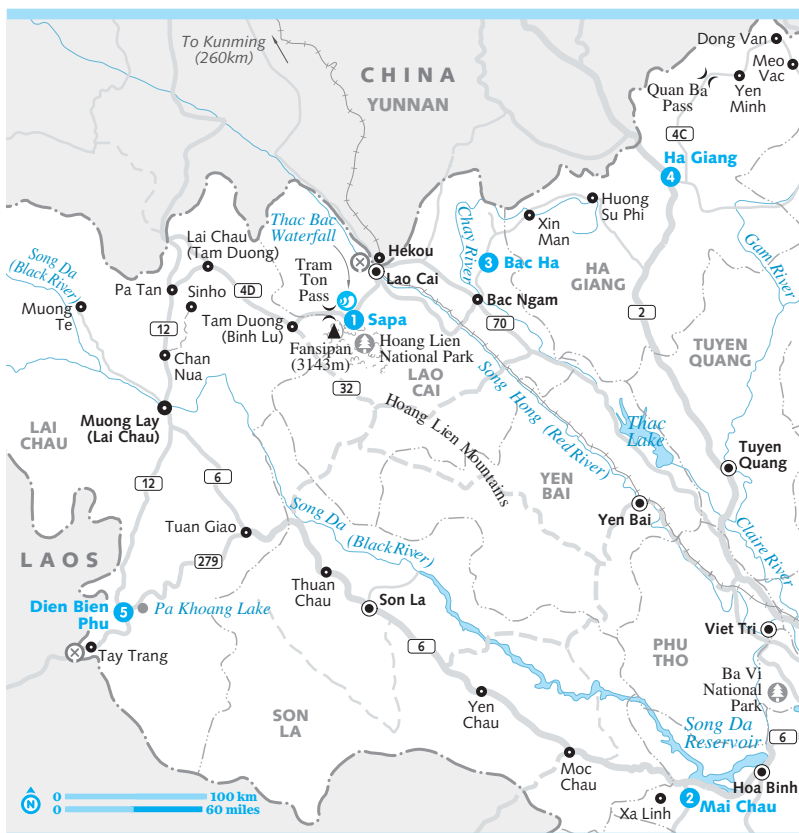 To Kunming
(260km)
CHINA
YUNNAN
Dong Van
Meo
Vac
Quan Ba
Pass
Yen
Minh
4C
Ha Giang
4
Thac Bac
Waterfall
Chay River
Huong
Su Phi
Xin
Man
Lai Chau
(Tam Duong)
Hekou
Lao Cai
3
Bac Ha
HA
GIANG
Gam River
Song Da
(Black River)
Tram
Ton
Pass
Pa Tan
Sinho
4D
Muong
Te
Tam Duong
(Binh Lu)
1
Sapa
Bac Ngam
70
2
12
Fansipan
(3143m)
Hoang Lien
National Park
TUYEN
QUANG
Chan
Nua
32
LAO
CAI
Song Hong (Red River)
Hoang Lien Mountains
Muong Lay
(Lai Chau)
LAI
CHAU
Thac
Lake
Tuyen
Quang
12
6
YEN
BAI
Yen Bai
Song Da (Black River)
Tuan Giao
Claire River
LAOS
279
Thuan
Chau
Son La
Dien Bien
Phu
5
Pa Khoang Lake
Viet Tri
Tay Trang
6
PHU
THO
Ba Vi
National
Park
Yen
Chau
SON
LA
Song Da
Reservoir
6
Moc
Chau
Hoa Binh
2
Mai Chau
Xa Linh
N
0
100 km
0
60 miles